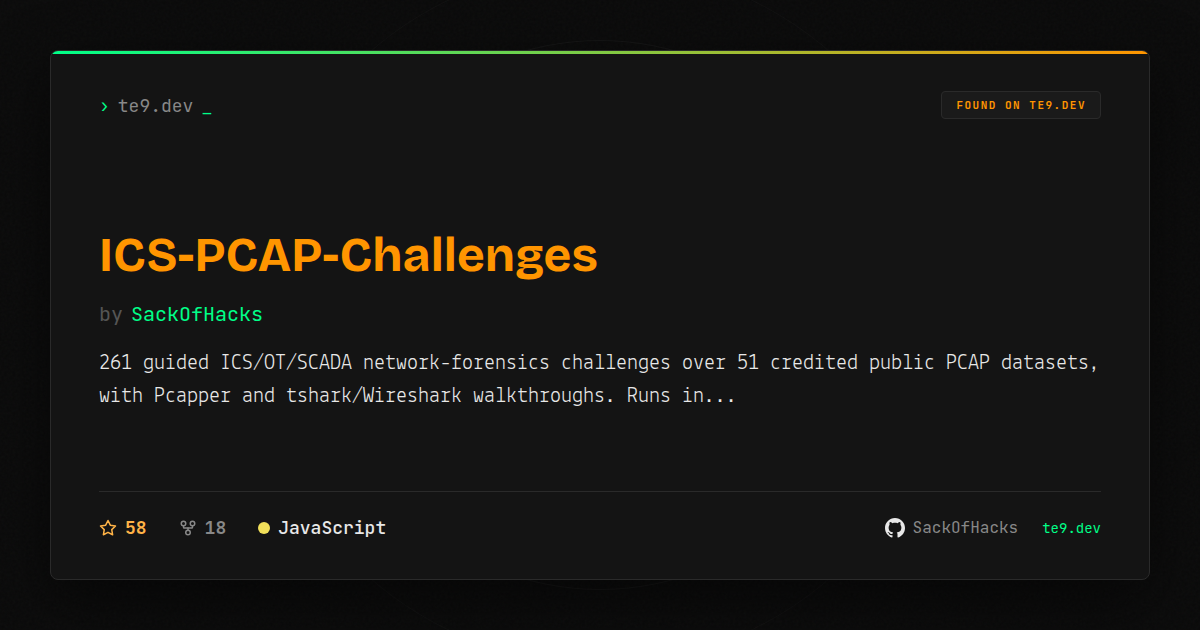 › te9.dev _
FOUND ON TE9.DEV
ICS-PCAP-Challenges
by SackOfHacks
261 guided ICS/OT/SCADA network-forensics challenges over 51 credited public PCAP datasets,
with Pcapper and tshark/Wireshark walkthroughs. Runs in...
58 18 JavaScript
SackOfHacks te9.dev